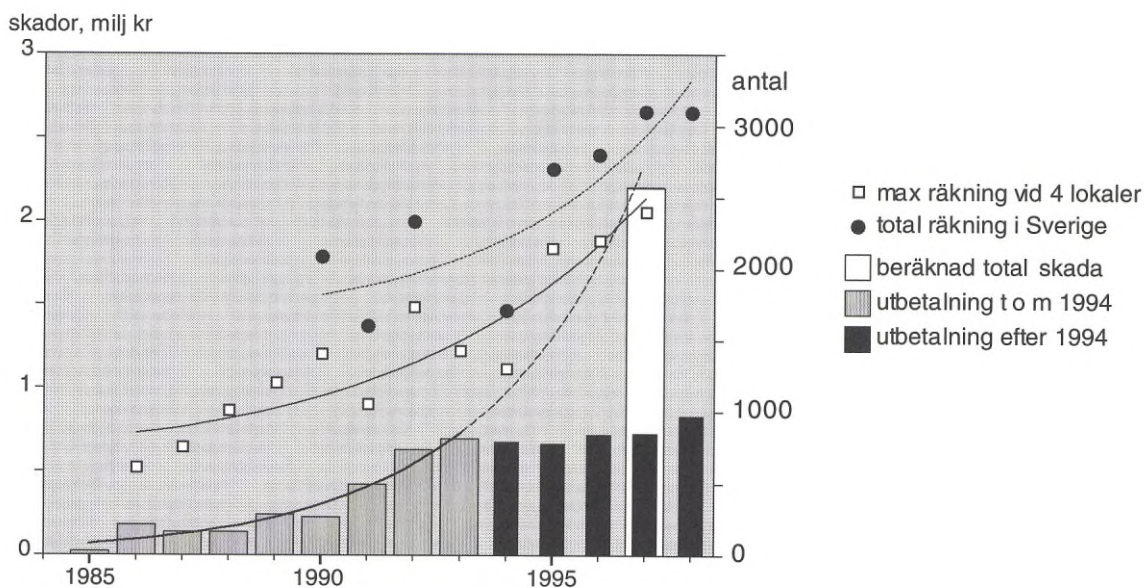 skador, milj kr
3
2
1
0
antal
3000
2000
1000
0
1985
1990
1995
max räkning vid 4 lokaler
total räkning i Sverige
beräknad total skada
utbetalning t o m 1994
utbetalning efter 1994